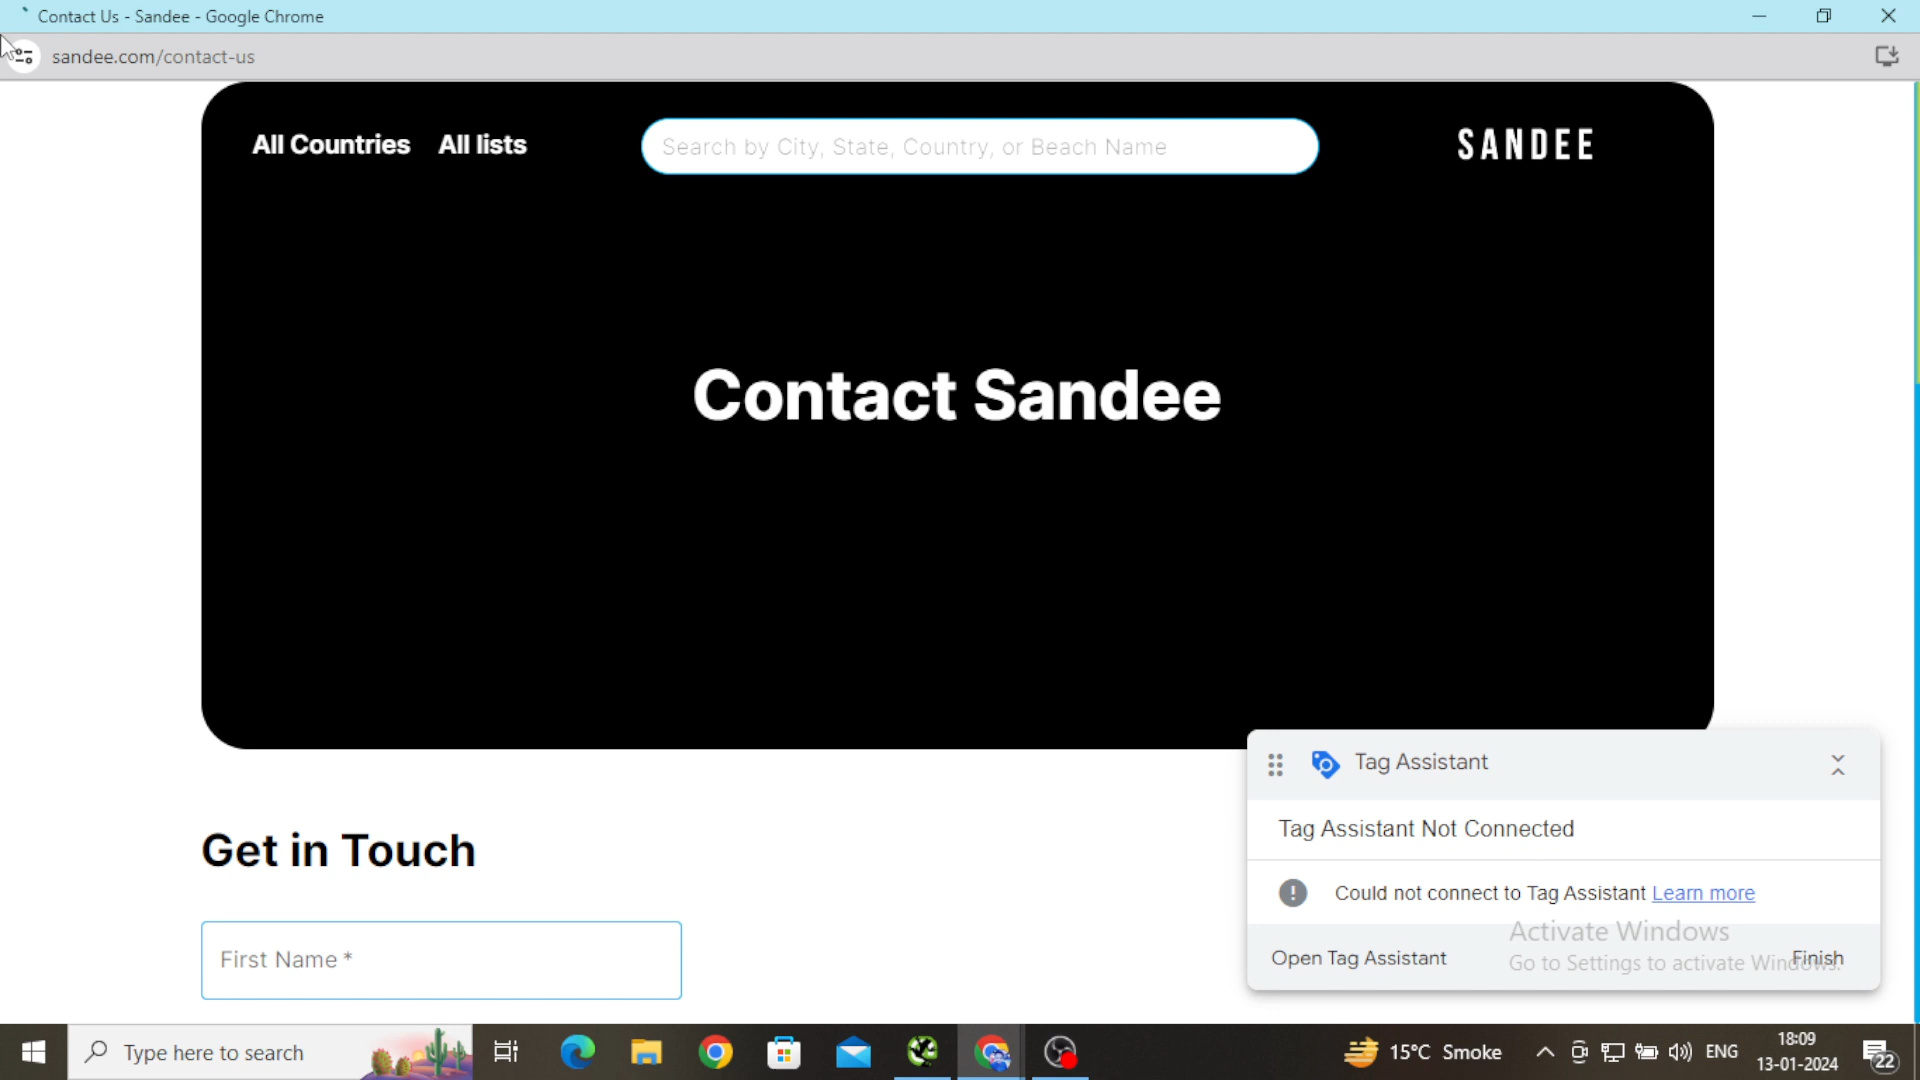 Contact Us - Sandee - Google Chrome
sandee.com/contact-us
All Countries All lists
Search by City, State, Country, or Beach Name
SANDEE
Contact Sandee
Get in Touch
First Name *
Tag Assistant
Tag Assistant Not Connected
Could not connect to Tag Assistant Learn more
Open Tag Assistant
Finish
Activate Windows
Go to Settings to activate Windows.
Type here to search
15°C Smoke
ENG
18:09
13-01-2024
22